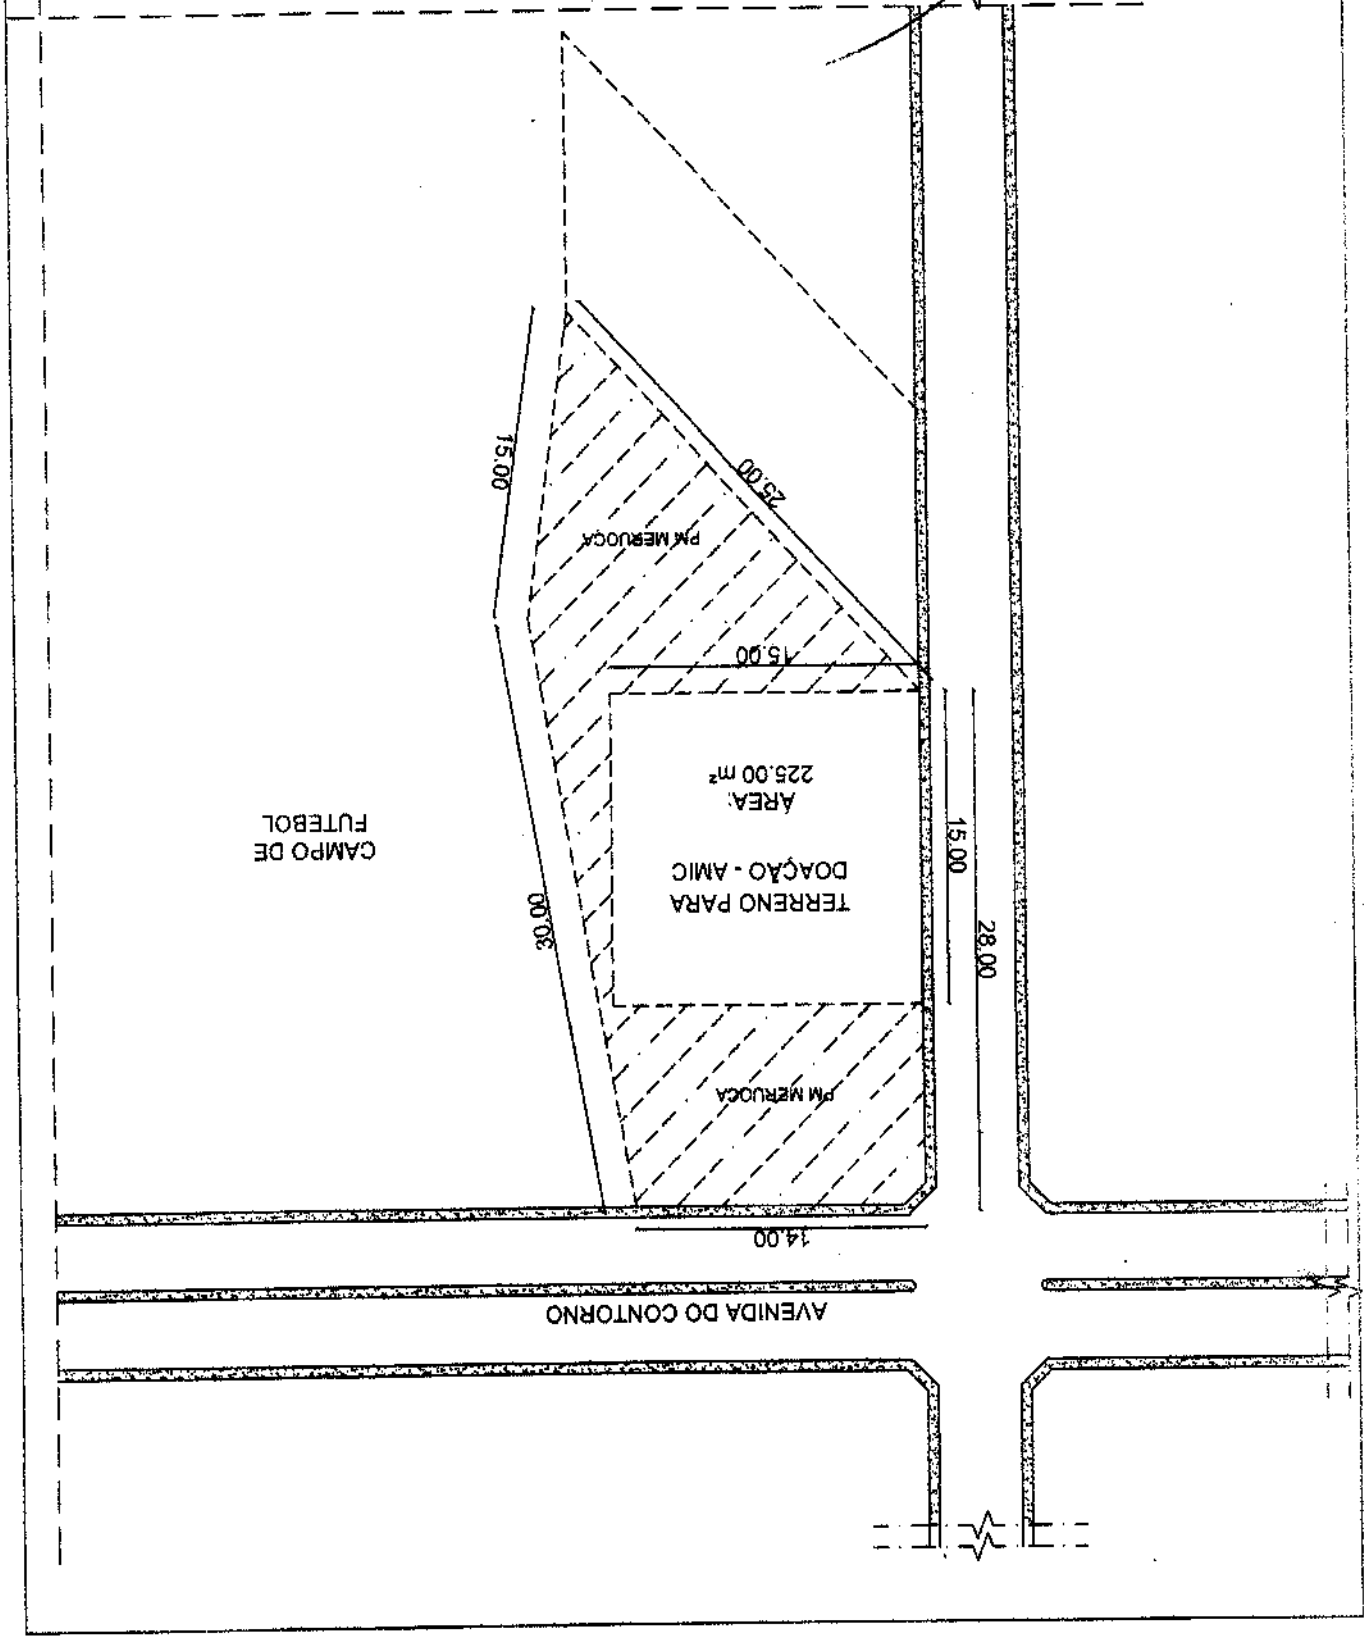 AVENIDA DO CONTORNO
14.00
PM MERUOCA
28.00
15.00
TERRENO PARA
DOAÇÃO - AMIC
ÁREA:
225.00 m²
30.00
CAMPO DE
FUTEBOL
15.00
PM MERUOCA
25.00
15.00